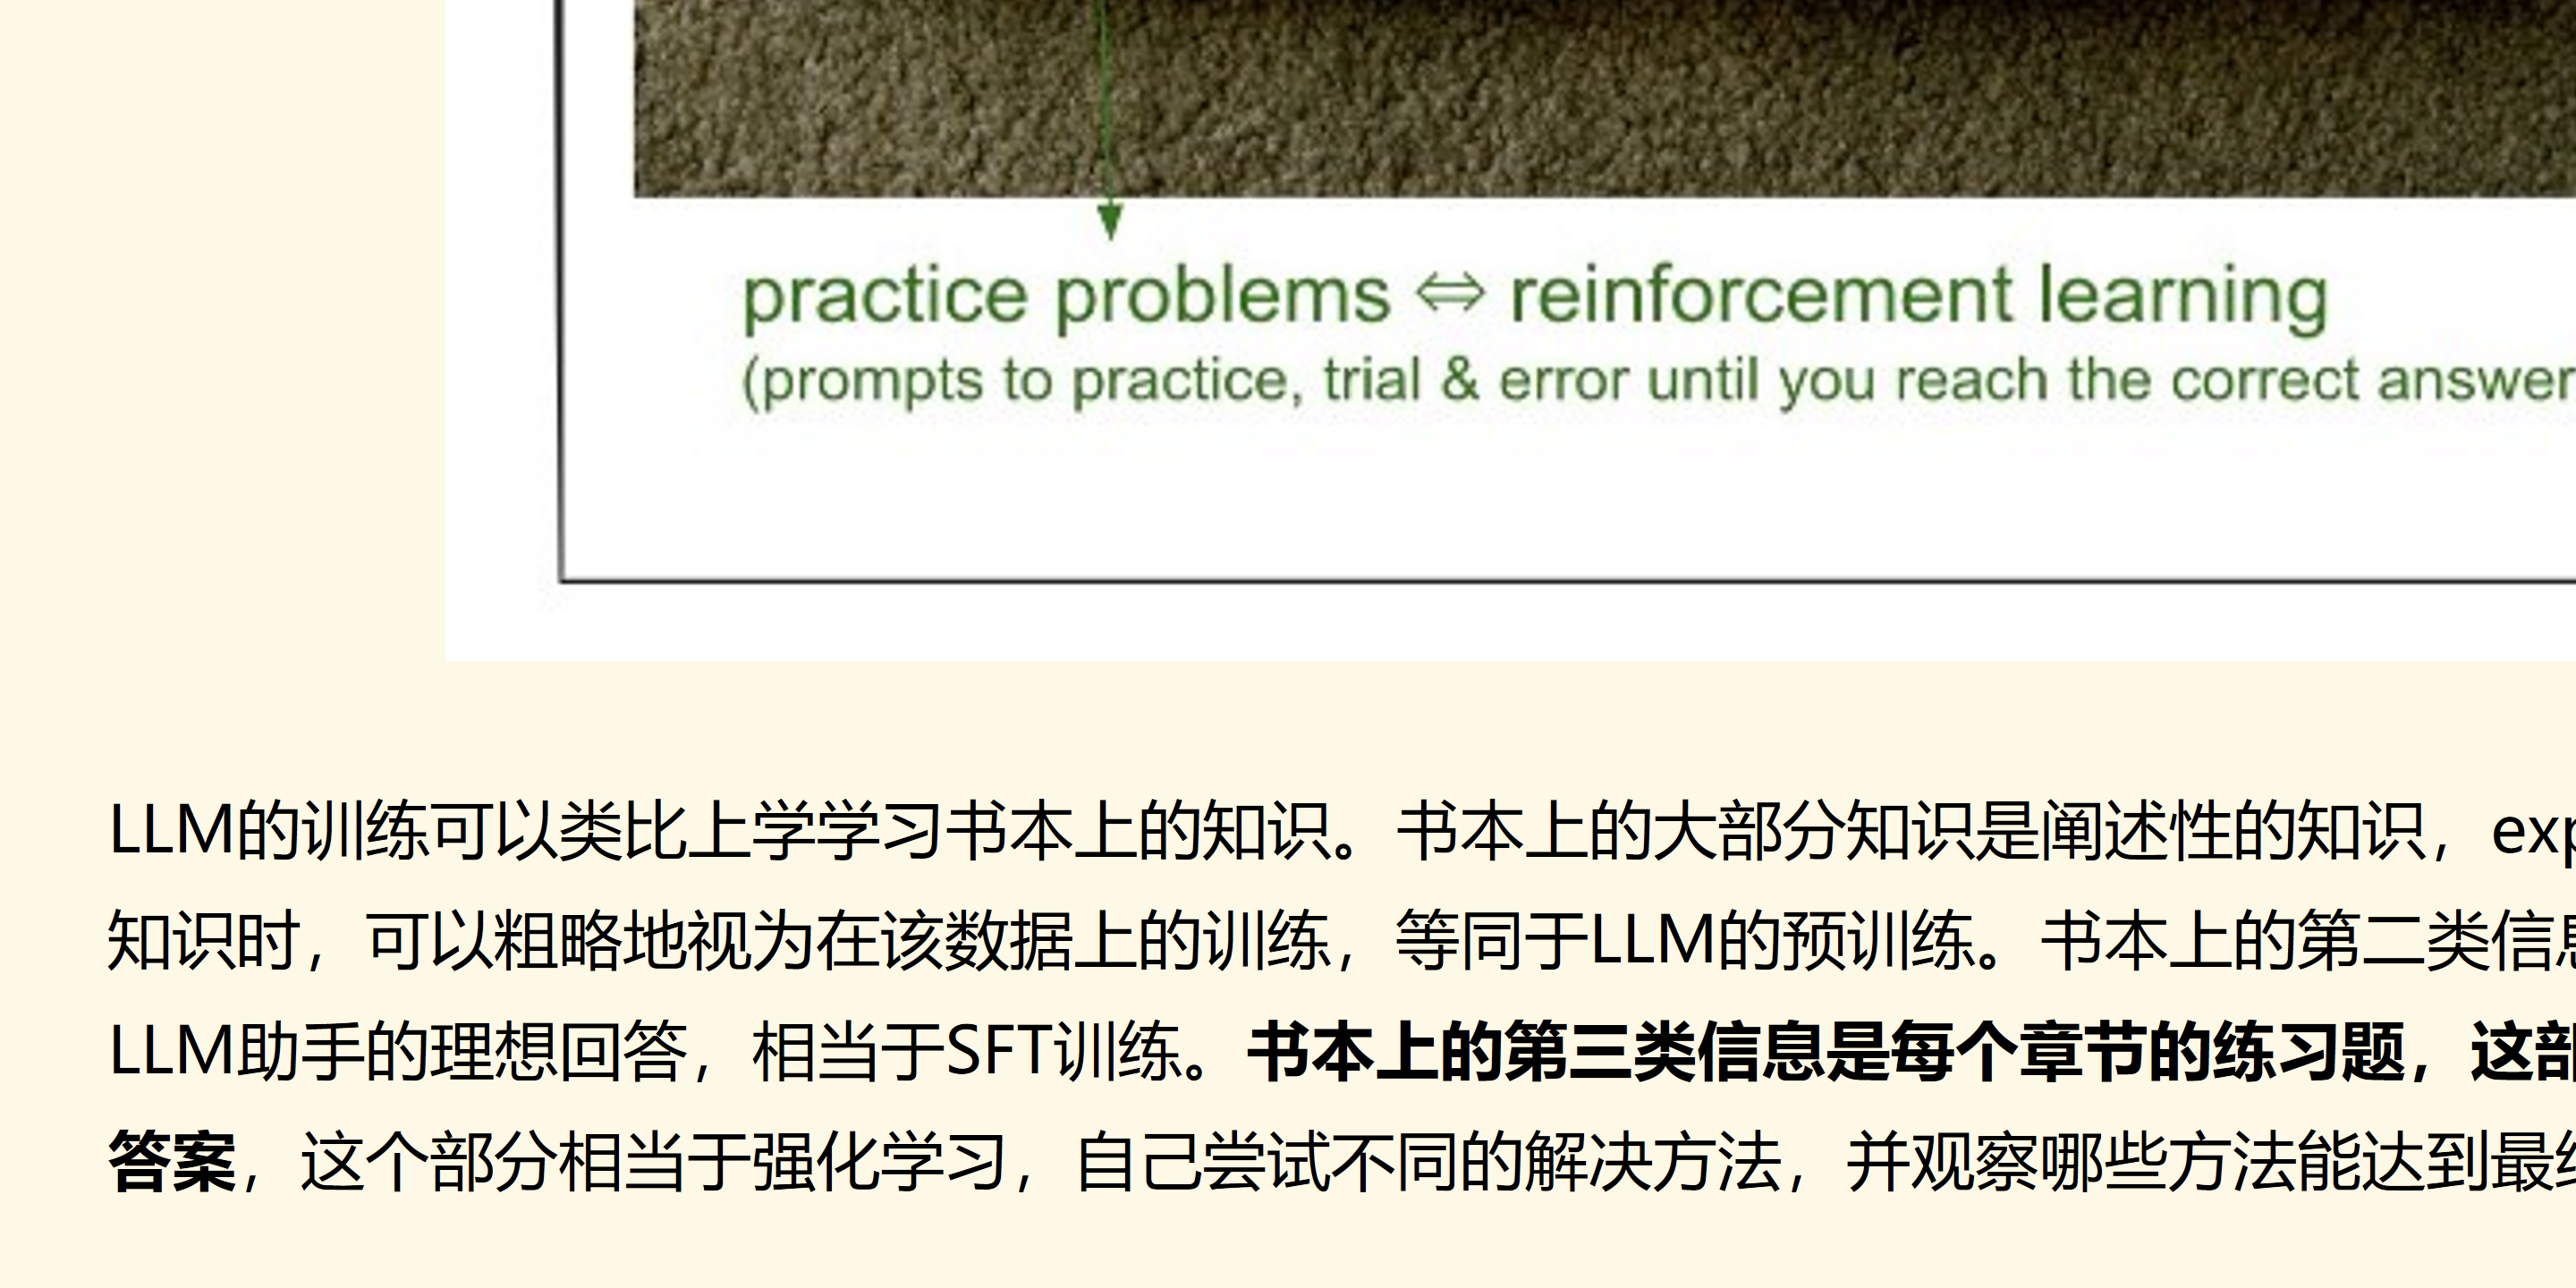 practice problems ⇔ reinforcement learning
(prompts to practice, trial & error until you reach the correct answer
LLM的训练可以类比上学学习书本上的知识。书本上的大部分知识是阐述性的知识，exp
知识时，可以粗略地视为在该数据上的训练，等同于LLM的预训练。书本上的第二类信息
LLM助手的理想回答，相当于SFT训练。书本上的第三类信息是每个章节的练习题，这部
答案，这个部分相当于强化学习，自己尝试不同的解决方法，并观察哪些方法能达到最终